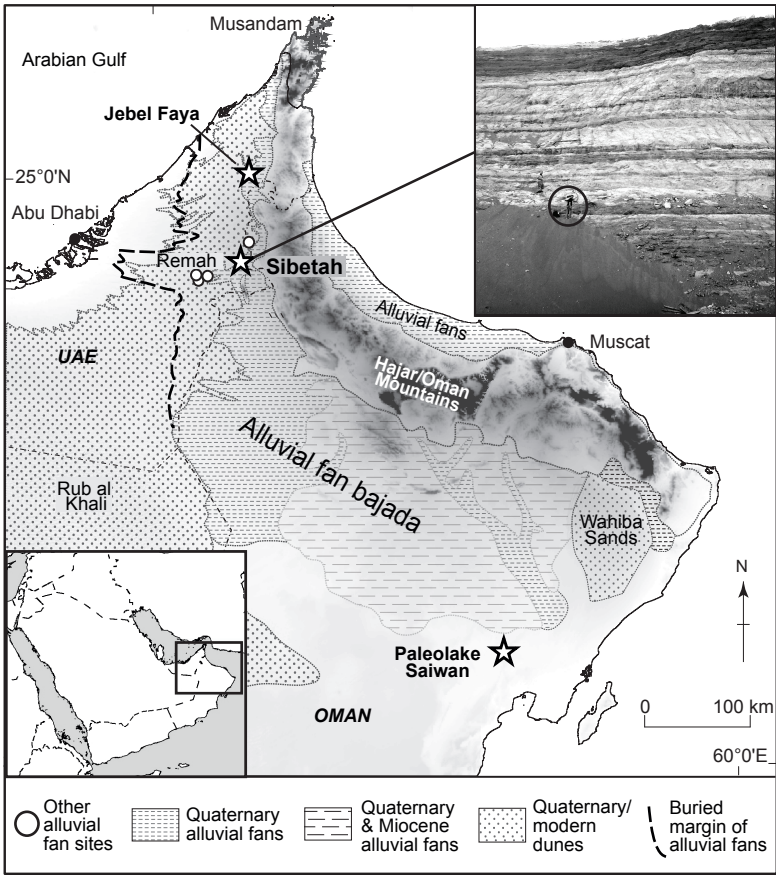 Musandam
Arabian Gulf
Jebel Faya
25°0'N
Abu Dhabi
Remah
Sibetah
Alluvial fans
UAE
Muscat
Hajar/Oman
Mountains
Alluvial fan bajada
Rub al
Khali
Wahiba
Sands
N
Paleolake
Saiwan
OMAN
0 100 km
60°0'E
Other
alluvial
fan sites
Quaternary
alluvial fans
Quaternary
& Miocene
alluvial fans
Quaternary/
modern
dunes
Buried
margin of
alluvial fans